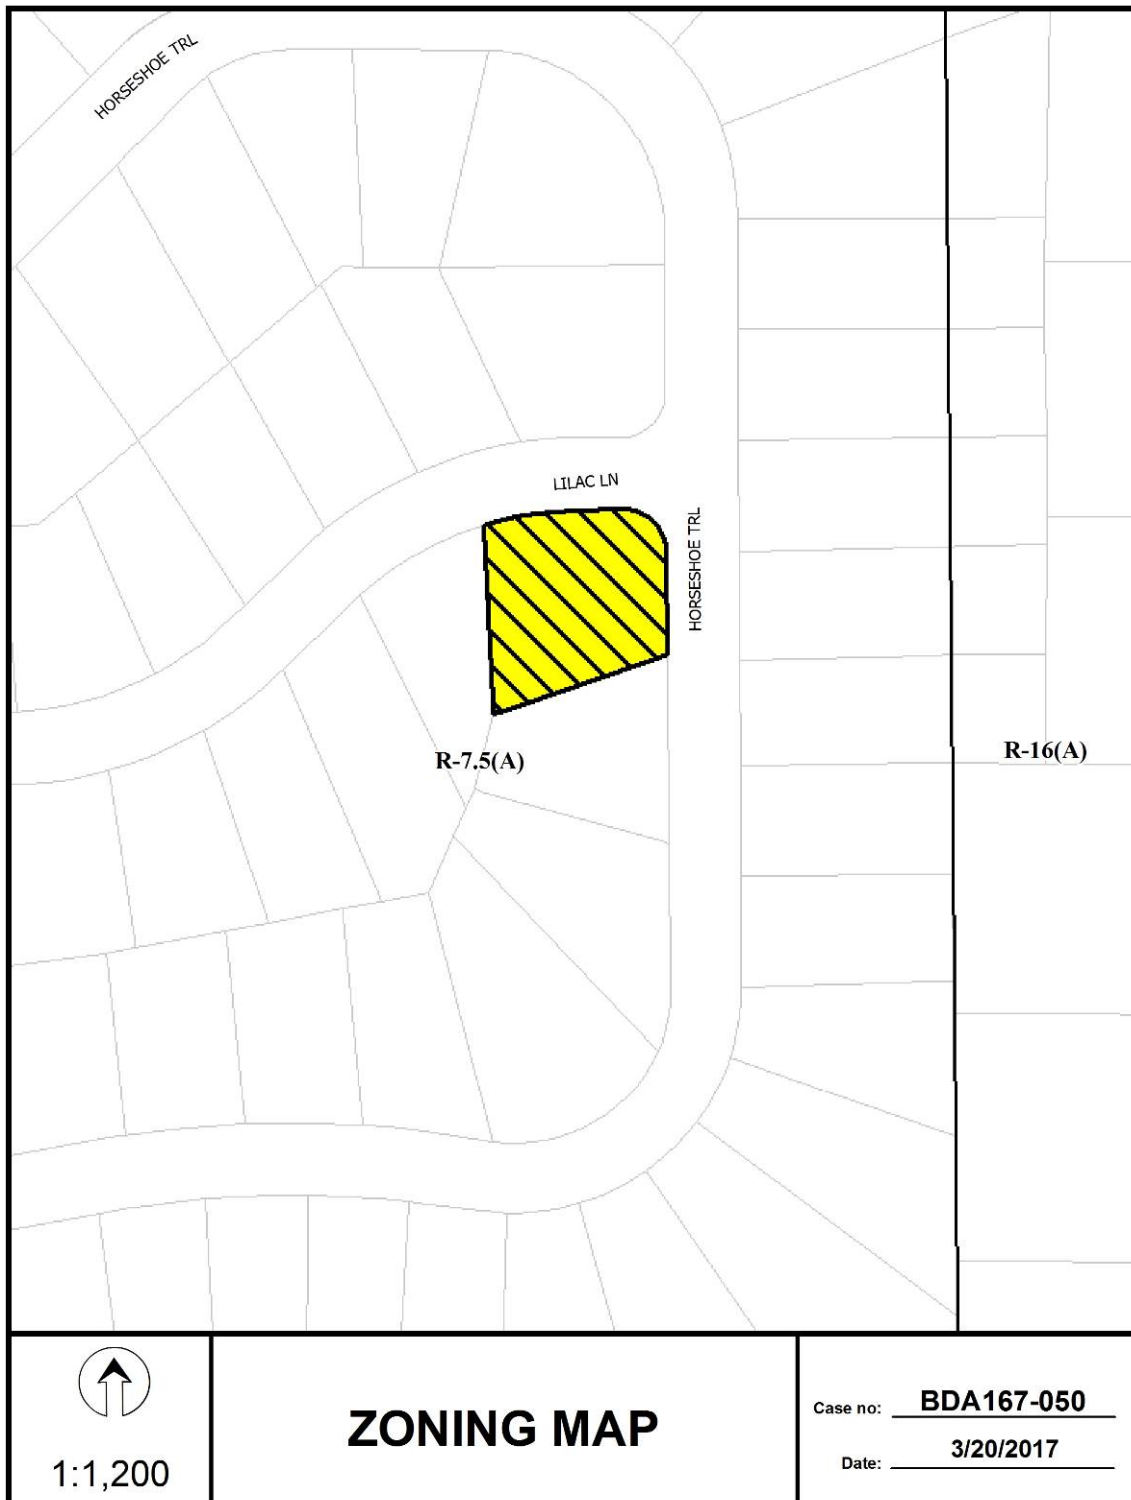 HORSESHOE TRL
LILAC LN
HORSESHOE TRL
R-7.5(A)
R-16(A)
1:1,200
ZONING MAP
Case no: BDA167-050
Date: 3/20/2017